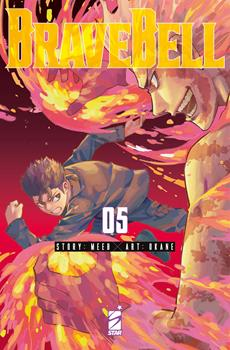 BRAVEBELL
05
STORY: MEEB × ART: OKANE
STAR